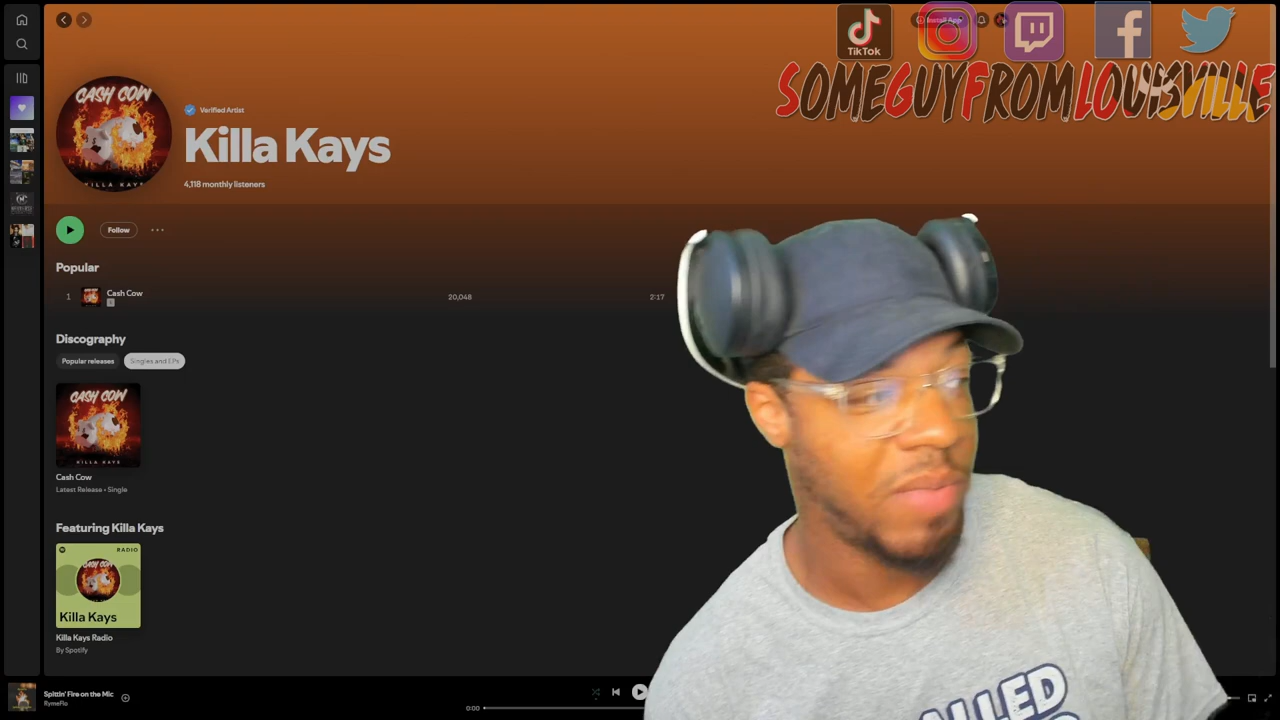 Install App
TikTok
SOMEGUYFROMLOUISVILLE
CASH COW
KILLA KAYS
Verified Artist
Killa Kays
4,118 monthly listeners
Follow
Popular
1
Cash Cow
E
20,048
2:17
Discography
Popular releases
Singles and EPs
CASH COW
KILLA KAYS
Cash Cow
Latest Release • Single
Featuring Killa Kays
RADIO
CASH COW
Killa Kays
Killa Kays Radio
By Spotify
Spittin' Fire on the Mic
RymeFlo
0:00
ALLED